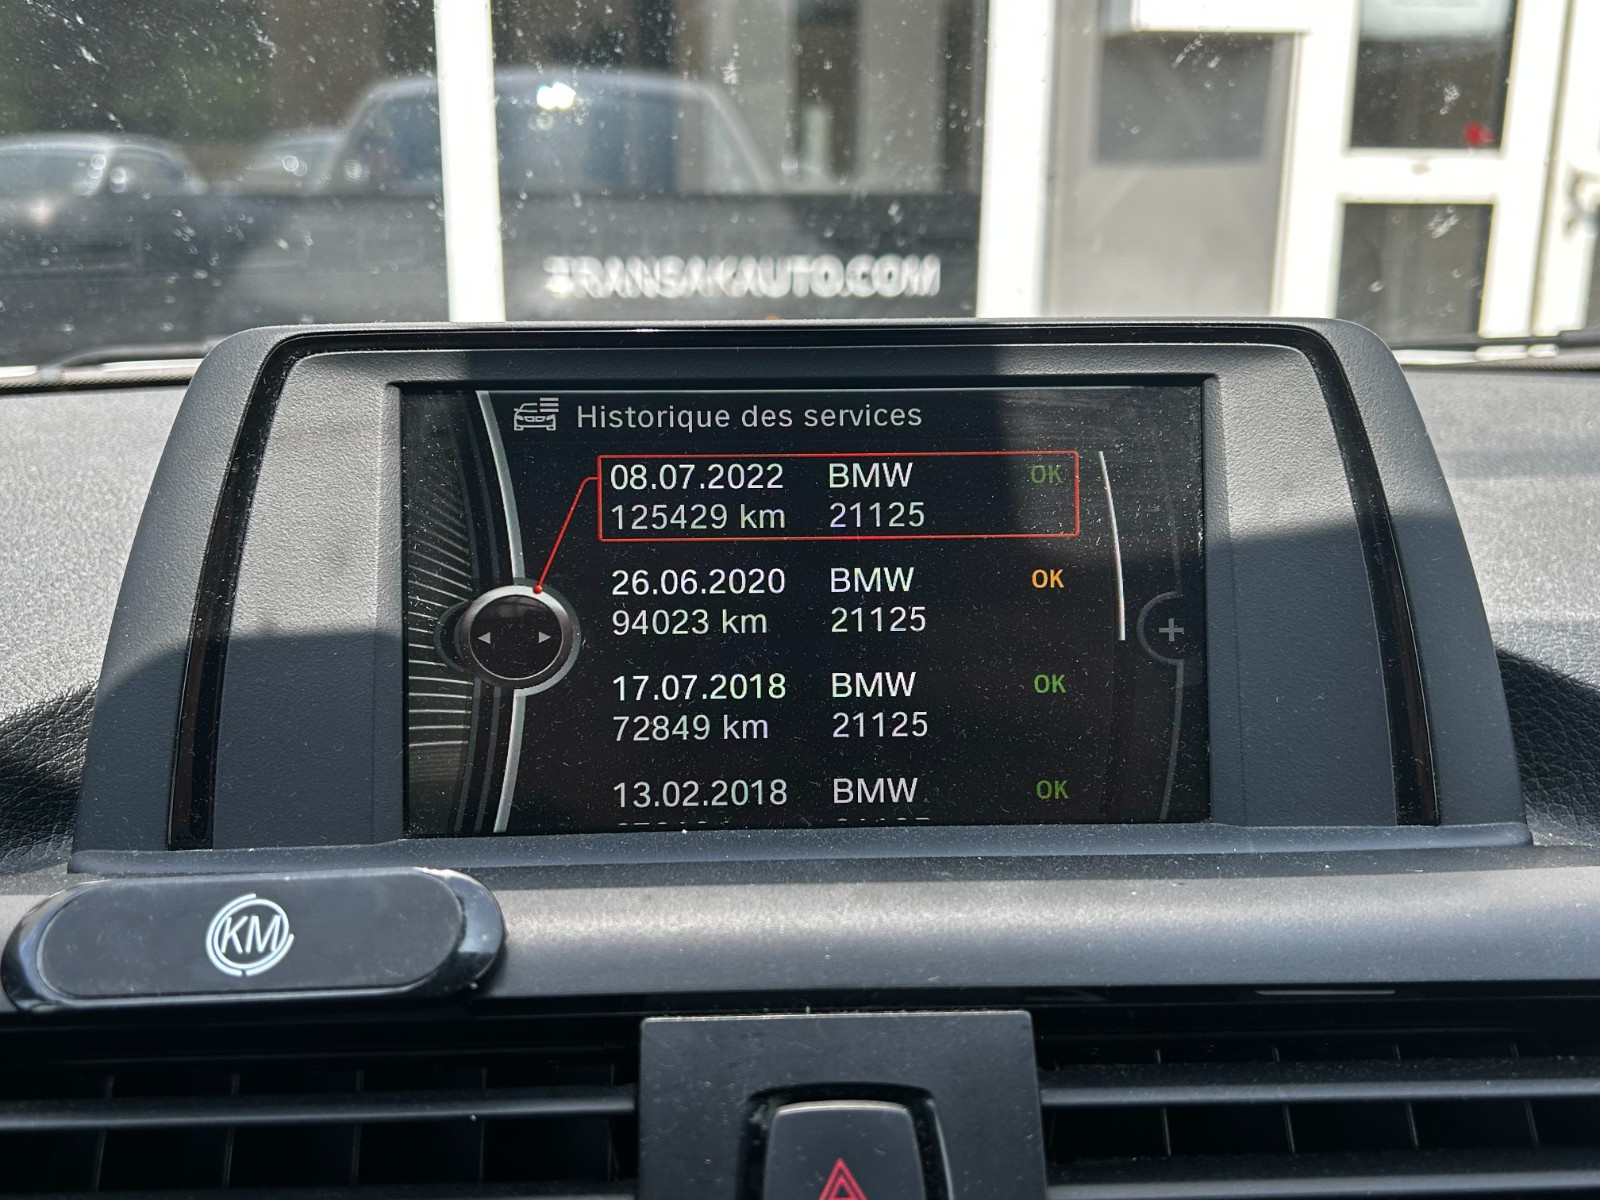 TRANSAKAUTO.COM
Historique des services
08.07.2022 BMW OK
125429 km 21125
26.06.2020 BMW OK
94023 km 21125
17.07.2018 BMW OK
72849 km 21125
13.02.2018 BMW OK
KM